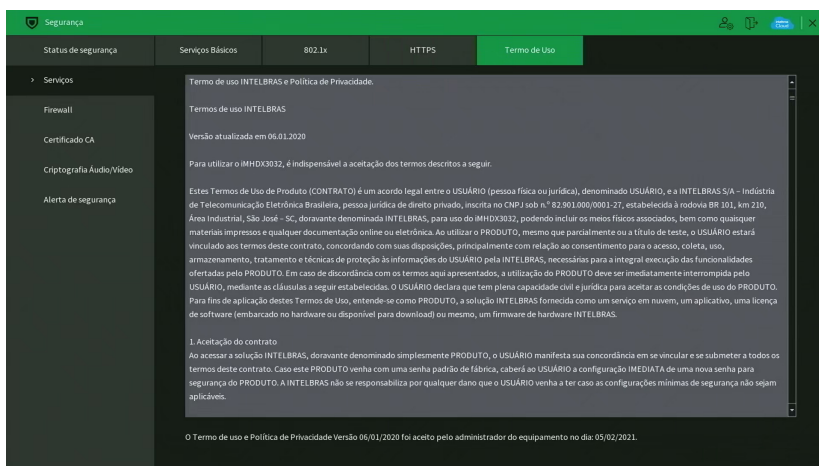 Segurança
Cloud
Status de segurança
Serviços Básicos
802.1x
HTTPS
Termo de Uso
Serviços
Firewall
Certificado CA
Criptografia Áudio/Vídeo
Alerta de segurança
Termo de uso INTELBRAS e Política de Privacidade.
Termos de uso INTELBRAS
Versão atualizada em 06.01.2020
Para utilizar o iMHDX3032, é indispensável a aceitação dos termos descritos a seguir.
Estes Termos de Uso de Produto (CONTRATO) é um acordo legal entre o USUÁRIO (pessoa física ou jurídica), denominado USUÁRIO, e a INTELBRAS S/A – Indústria
de Telecomunicação Eletrônica Brasileira, pessoa jurídica de direito privado, inscrita no CNPJ sob n.º 82.901.000/0001-27, estabelecida à rodovia BR 101, km 210,
Área Industrial, São José – SC, doravante denominada INTELBRAS, para uso do iMHDX3032, podendo incluir os meios físicos associados, bem como quaisquer
materiais impressos e qualquer documentação online ou eletrônica. Ao utilizar o PRODUTO, mesmo que parcialmente ou a título de teste, o USUÁRIO estará
vinculado aos termos deste contrato, concordando com suas disposições, principalmente com relação ao consentimento para o acesso, coleta, uso,
armazenamento, tratamento e técnicas de proteção às informações do USUÁRIO pela INTELBRAS, necessárias para a integral execução das funcionalidades
ofertadas pelo PRODUTO. Em caso de discordância com os termos aqui apresentados, a utilização do PRODUTO deve ser imediatamente interrompida pelo
USUÁRIO, mediante as cláusulas a seguir estabelecidas. O USUÁRIO declara que tem plena capacidade civil e jurídica para aceitar as condições de uso do PRODUTO.
Para fins de aplicação destes Termos de Uso, entende-se como PRODUTO, a solução INTELBRAS fornecida como um serviço em nuvem, um aplicativo, uma licença
de software (embarcado no hardware ou disponível para download) ou mesmo, um firmware de hardware INTELBRAS.
1. Aceitação do contrato
Ao acessar a solução INTELBRAS, doravante denominado simplesmente PRODUTO, o USUÁRIO manifesta sua concordância em se vincular e se submeter a todos os
termos deste contrato. Caso este PRODUTO venha com uma senha padrão de fábrica, caberá ao USUÁRIO a configuração IMEDIATA de uma nova senha para
segurança do PRODUTO. A INTELBRAS não se responsabiliza por qualquer dano que o USUÁRIO venha a ter caso as configurações mínimas de segurança não sejam
aplicáveis.
O Termo de uso e Política de Privacidade Versão 06/01/2020 foi aceito pelo administrador do equipamento no dia: 05/02/2021.